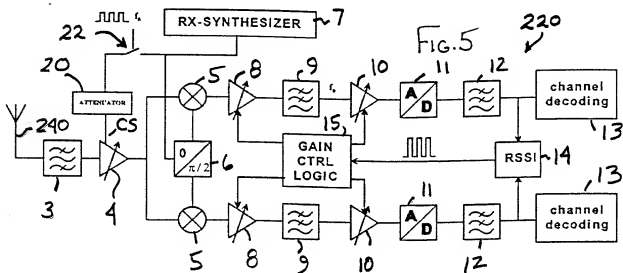 RX-SYNTHESIZER
7
22
fₛ
FIG.5
220
20
5
8
9
10
11
12
ATTENUATOR
fₒ
A
D
channel
decoding
13
240
CS
15
0
π/2
6
GAIN
CTRL
LOGIC
RSSI
14
3
4
11
13
A
D
channel
decoding
5
8
9
10
12